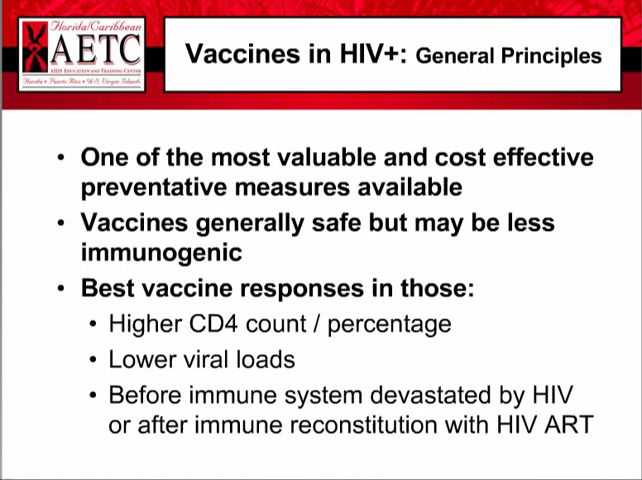 Florida/Caribbean
AETC
AIDS EDUCATION AND TRAINING CENTER
Florida • Puerto Rico • U.S. Virgin Islands
Vaccines in HIV+: General Principles
• One of the most valuable and cost effective
preventative measures available
• Vaccines generally safe but may be less
immunogenic
• Best vaccine responses in those:
• Higher CD4 count / percentage
• Lower viral loads
• Before immune system devastated by HIV
or after immune reconstitution with HIV ART